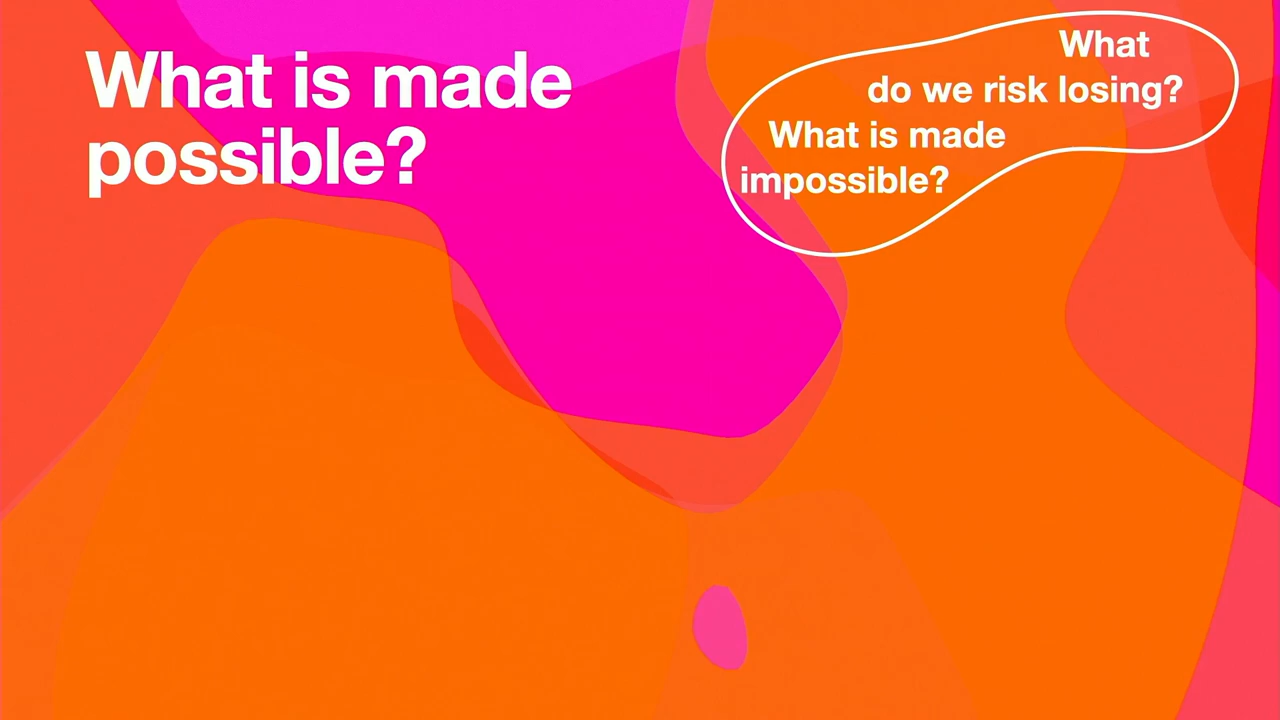 What is made
possible?
What
do we risk losing?
What is made
impossible?